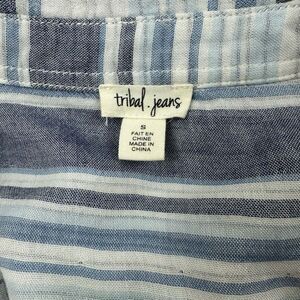 tribal.jeans
S
FAIT EN
CHINE
MADE IN
CHINA